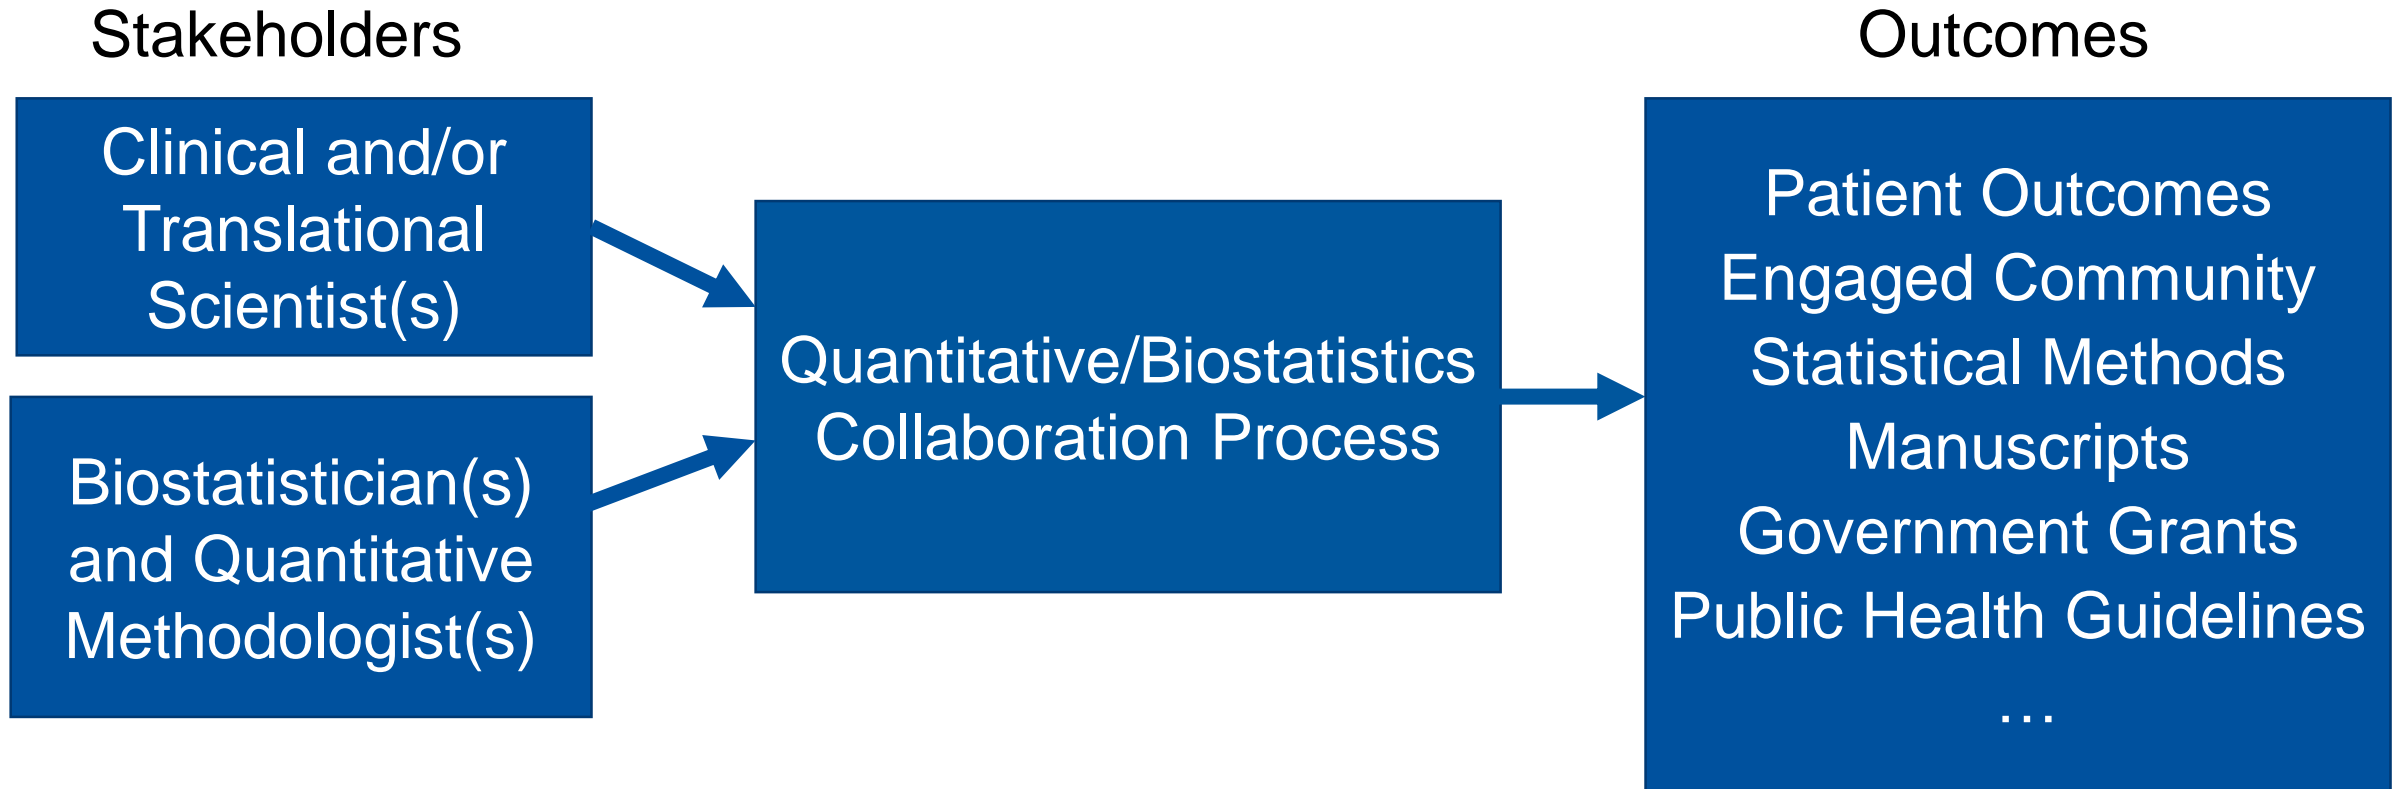 Stakeholders
Clinical and/or
Translational
Scientist(s)
Biostatistician(s)
and Quantitative
Methodologist(s)
Quantitative/Biostatistics
Collaboration Process
Outcomes
Patient Outcomes
Engaged Community
Statistical Methods
Manuscripts
Government Grants
Public Health Guidelines
…